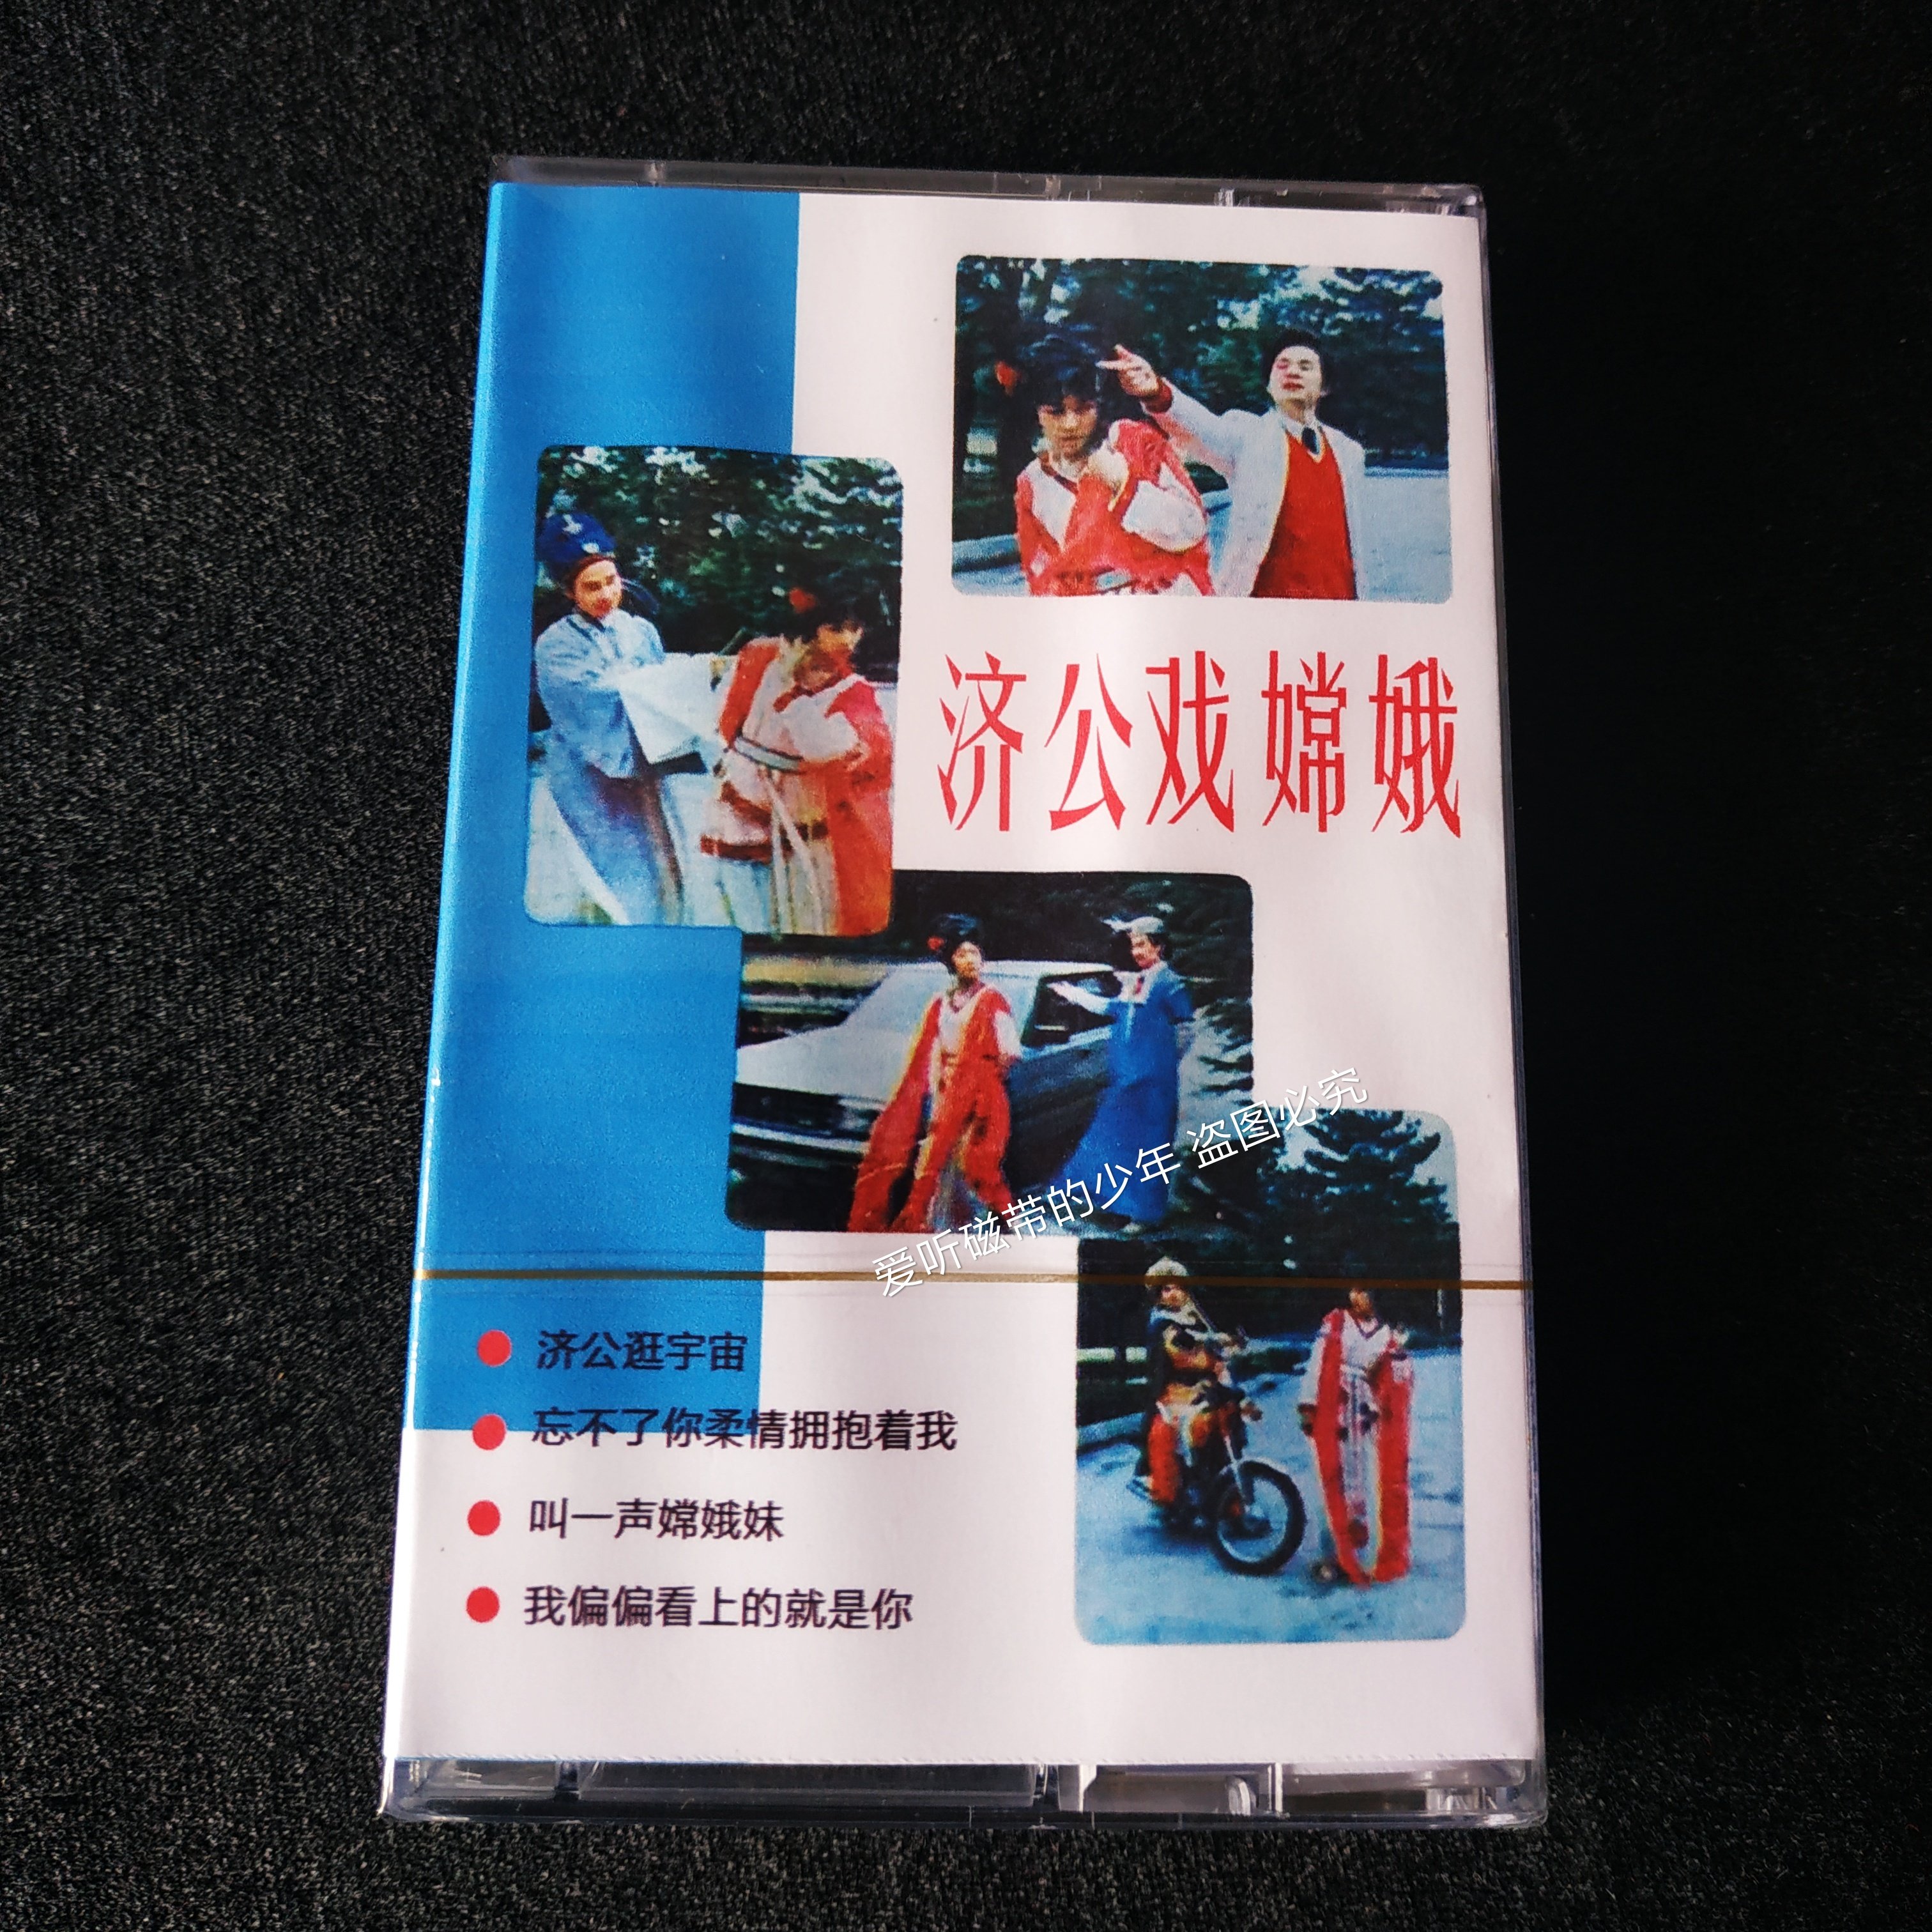 济公戏嫦娥
爱听磁带的少年 盗图必究
济公逛宇宙
忘不了你柔情拥抱着我
叫一声嫦娥妹
我偏偏看上的就是你